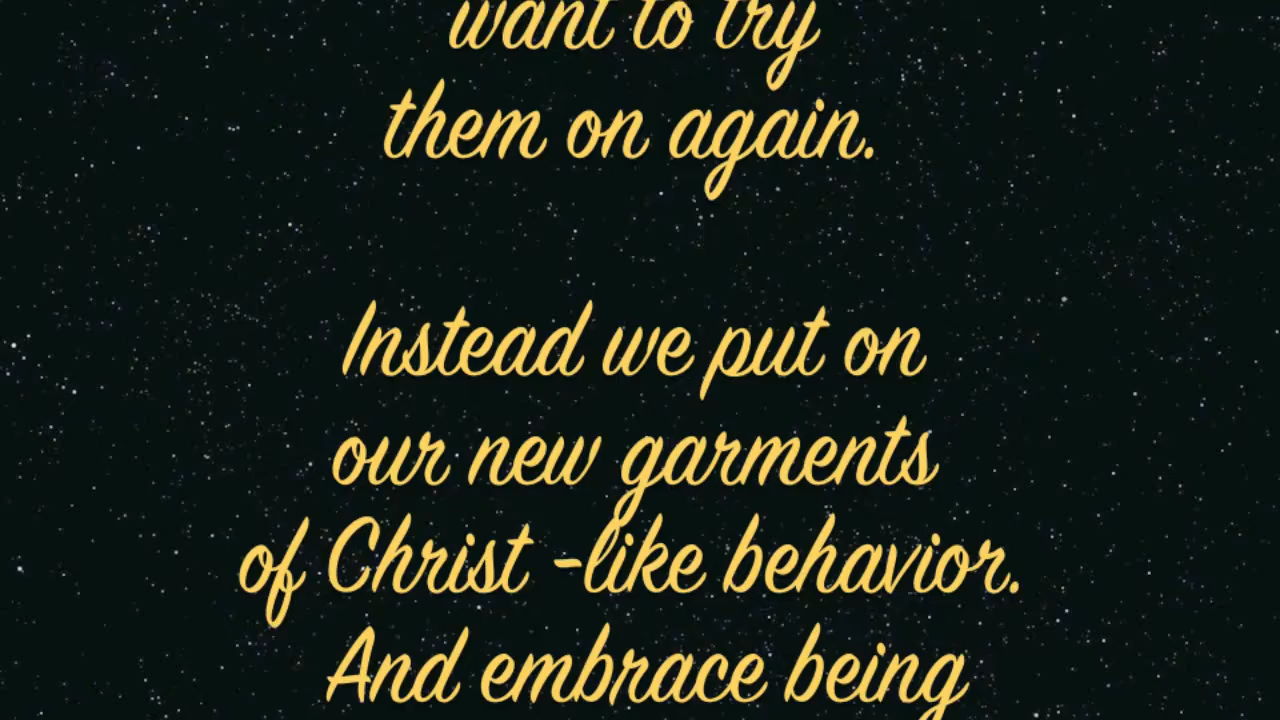 want to try
them on again.
Instead we put on
our new garments
of Christ -like behavior.
And embrace being